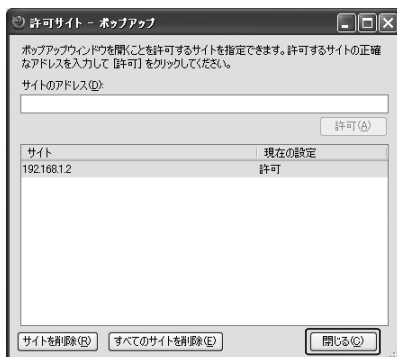 許可サイト - ポップアップ
ポップアップウィンドウを開くことを許可するサイトを指定できます。許可するサイトの正確
なアドレスを入力して [許可] をクリックしてください。
サイトのアドレス(D):
許可(A)
サイト 現在の設定
192.168.1.2 許可
サイトを削除(R) すべてのサイトを削除(E) 閉じる(C)